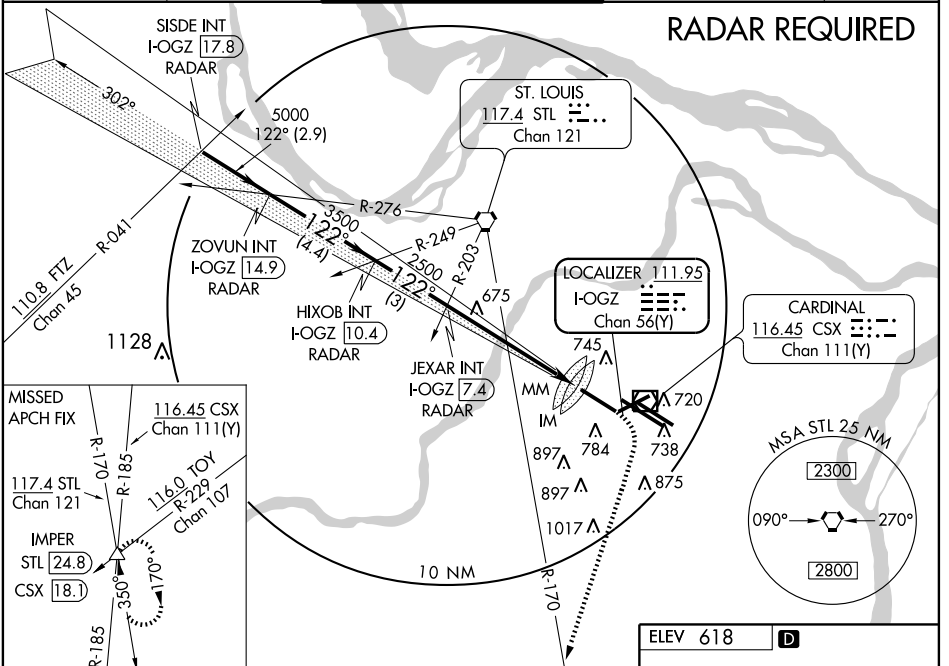 RADAR REQUIRED
SISDE INT
I-OGZ 17.8
RADAR
302°
5000
122° (2.9)
ST. LOUIS
117.4 STL
Chan 121
R-276
R-041
110.8 FTZ
Chan 45
ZOVUN INT
I-OGZ 14.9
RADAR
3500
122°
(4.4)
R-249
R-203
2500
122°
(3)
HIXOB INT
I-OGZ 10.4
RADAR
675
LOCALIZER 111.95
I-OGZ
Chan 56(Y)
CARDINAL
116.45 CSX
Chan 111(Y)
1128
JEXAR INT
I-OGZ 7.4
RADAR
745
MM
IM
720
738
784
897
897
875
1017
10 NM
R-170
MISSED
APCH FIX
116.45 CSX
Chan 111(Y)
R-170
R-185
117.4 STL
Chan 121
116.0 TOY
R-229
Chan 107
IMPER
STL 24.8
CSX 18.1
350°
170°
R-185
MSA STL 25 NM
2300
090°
270°
2800
ELEV 618 D